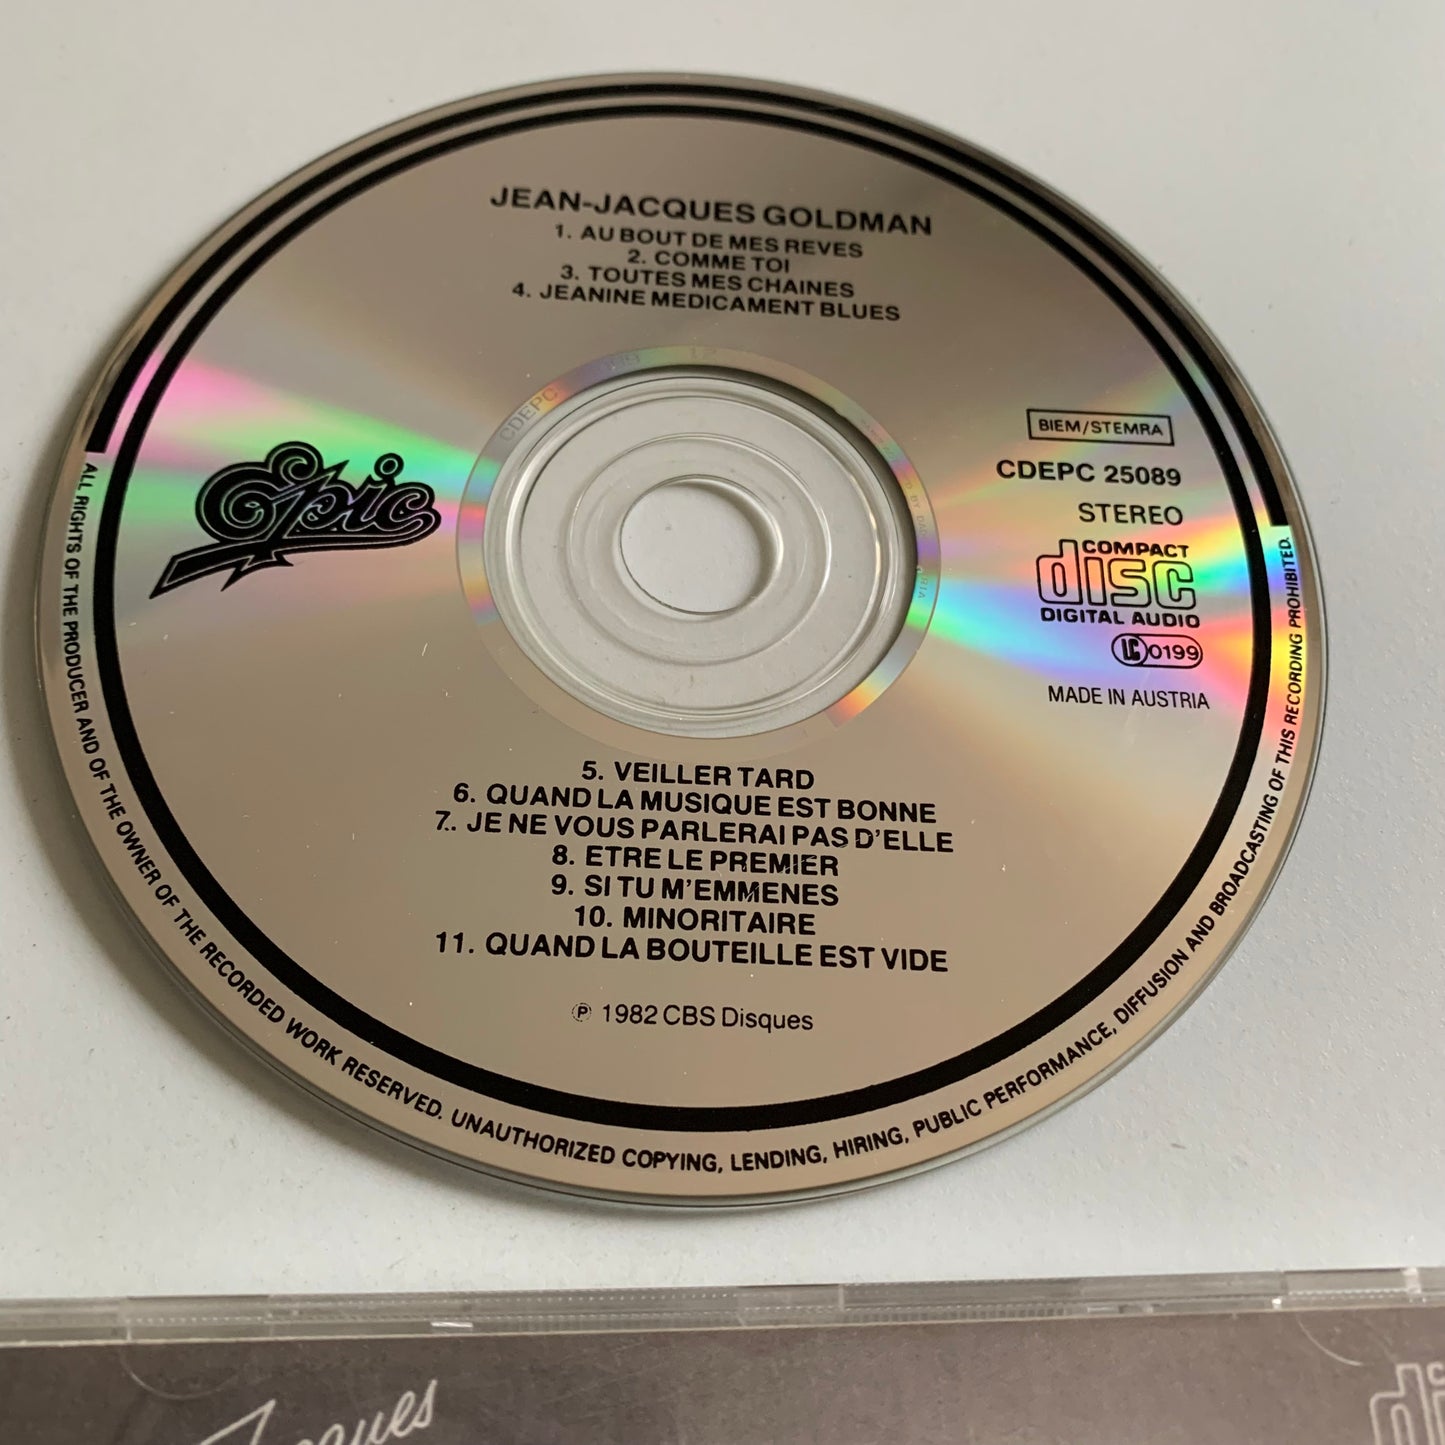 JEAN-JACQUES GOLDMAN
1. AU BOUT DE MES REVES
2. COMME TOI
3. TOUTES MES CHAINES
4. JEANINE MEDICAMENT BLUES
CDEPC
12
Epic
BIEM/STEMRA
CDEPC 25089
STEREO
COMPACT
disc
DIGITAL AUDIO
LC 0199
MADE IN AUSTRIA
5. VEILLER TARD
6. QUAND LA MUSIQUE EST BONNE
7.. JE NE VOUS PARLERAI PAS D'ELLE
8. ETRE LE PREMIER
9. SI TU M'EMMENES
10. MINORITAIRE
11. QUAND LA BOUTEILLE EST VIDE
℗ 1982 CBS Disques
ALL RIGHTS OF THE PRODUCER AND OF THE OWNER OF THE RECORDED WORK RESERVED. UNAUTHORIZED COPYING, LENDING, HIRING, PUBLIC PERFORMANCE, DIFFUSION AND BROADCASTING OF THIS RECORDING PROHIBITED.